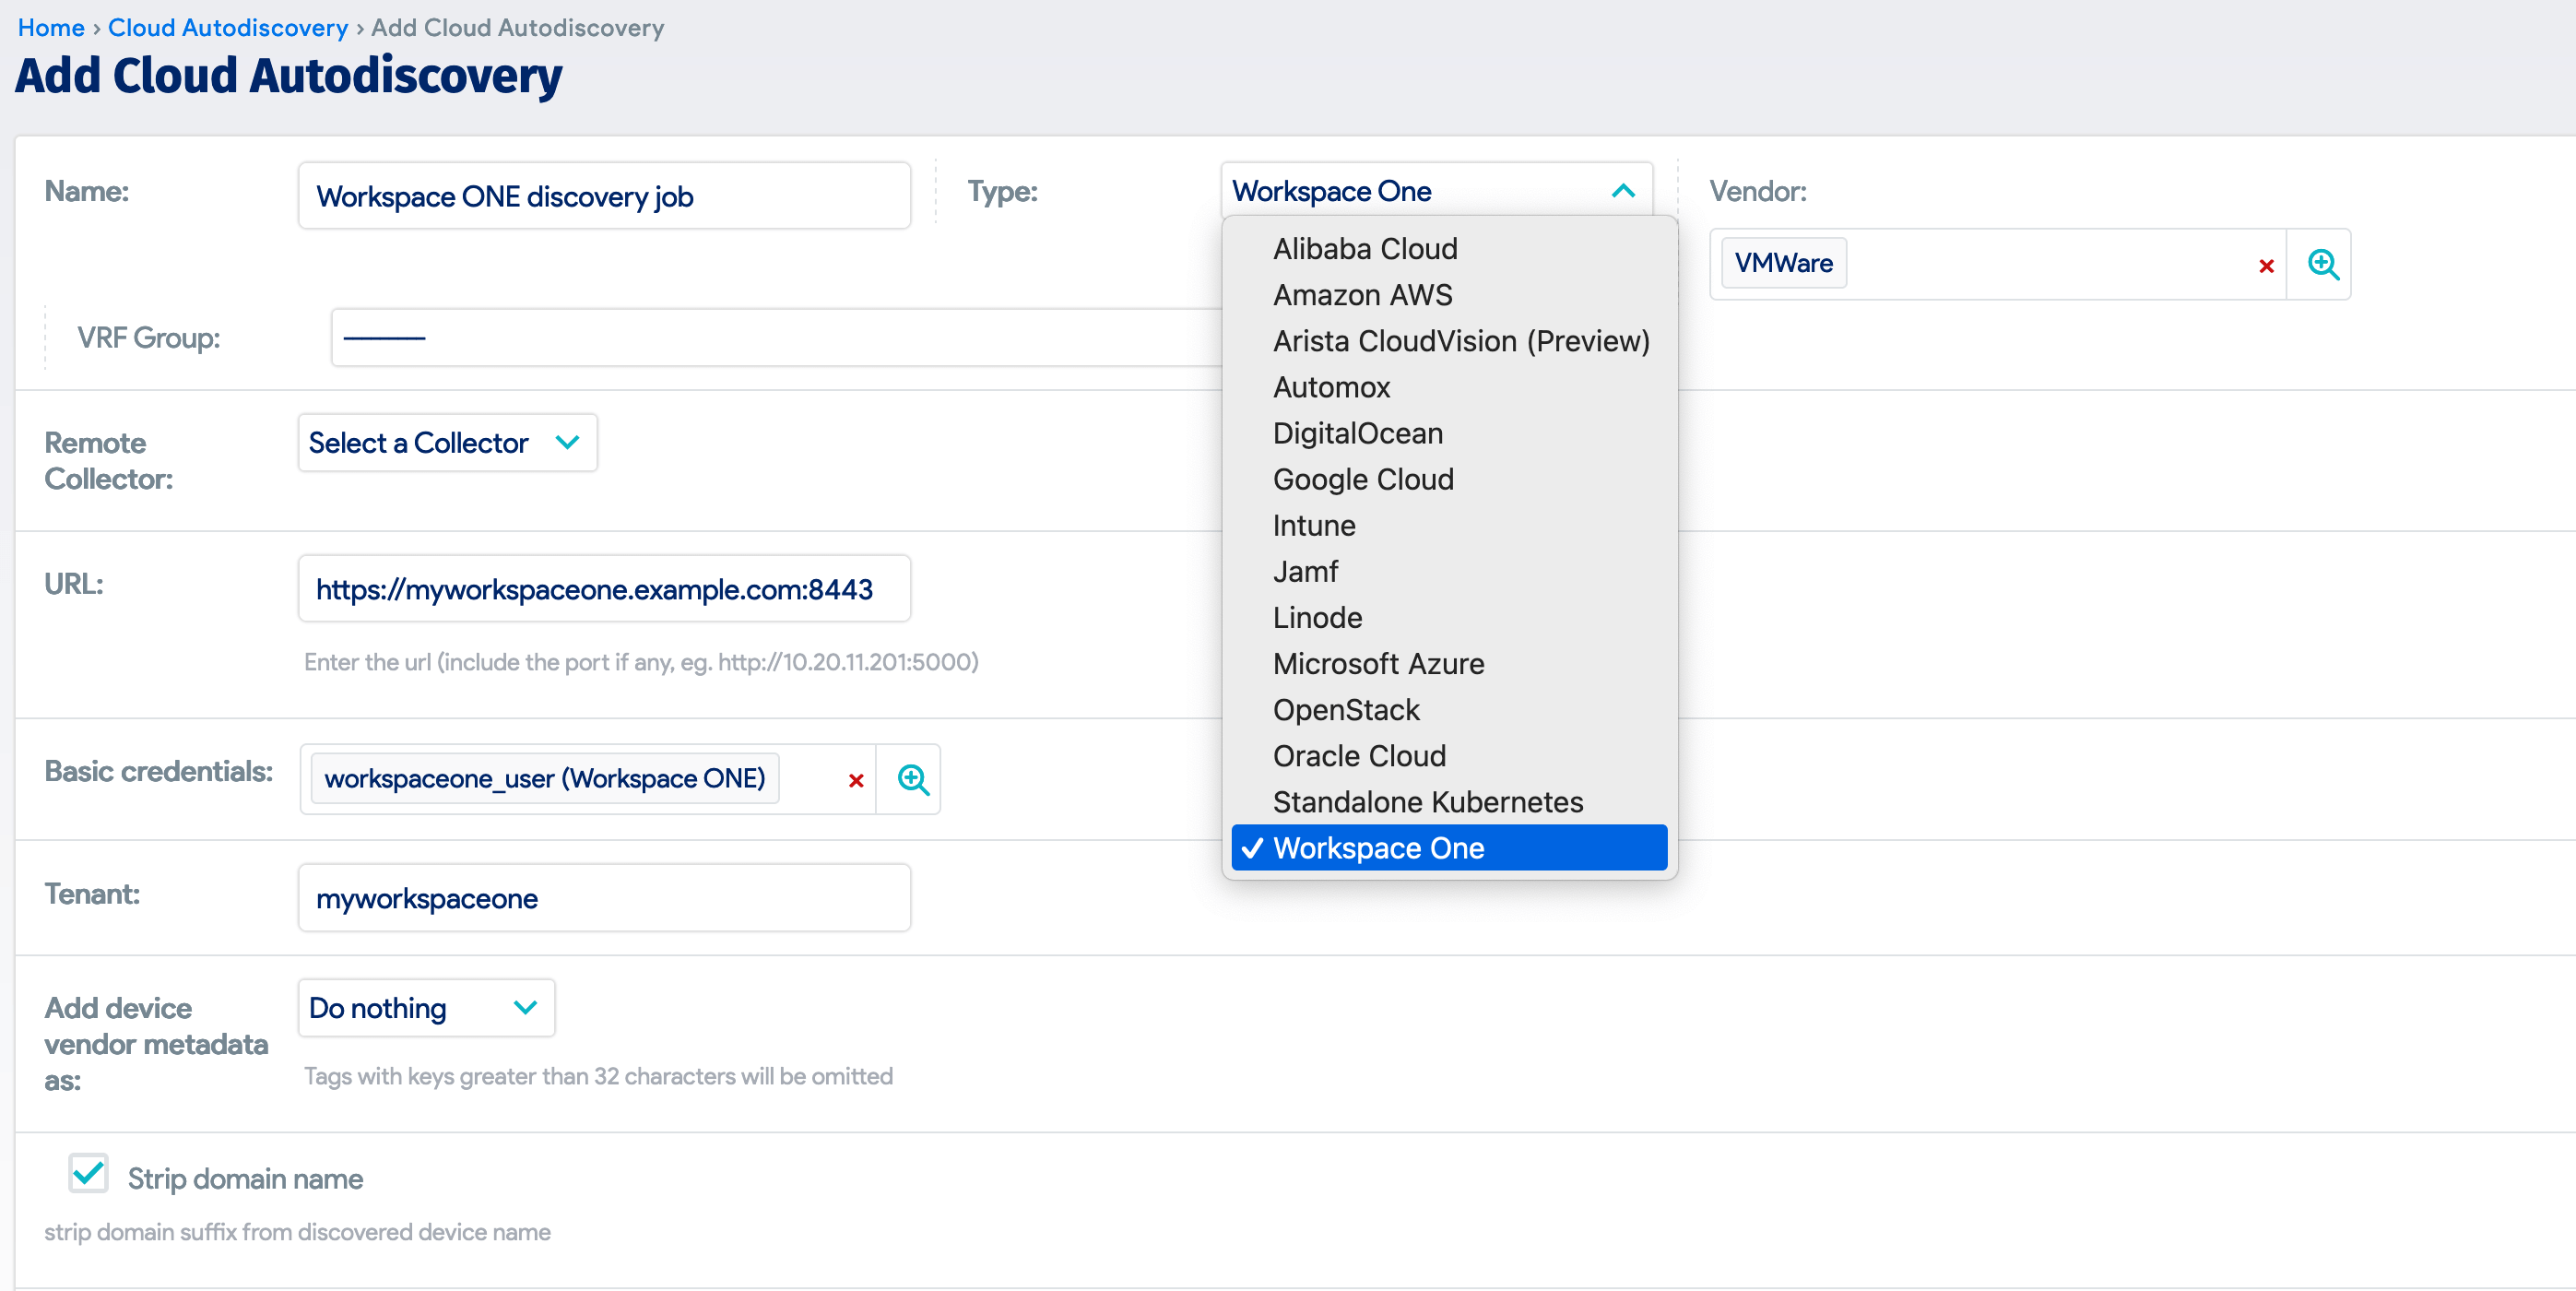 Home › Cloud Autodiscovery › Add Cloud Autodiscovery
Add Cloud Autodiscovery
Name:
Workspace ONE discovery job
Type:
Workspace One
Vendor:
VMWare
VRF Group:
Alibaba Cloud
Amazon AWS
Arista CloudVision (Preview)
Automox
DigitalOcean
Google Cloud
Intune
Jamf
Linode
Microsoft Azure
OpenStack
Oracle Cloud
Standalone Kubernetes
Workspace One
Remote
Collector:
Select a Collector
URL:
https://myworkspaceone.example.com:8443
Enter the url (include the port if any, eg. http://10.20.11.201:5000)
Basic credentials:
workspaceone_user (Workspace ONE)
Tenant:
myworkspaceone
Add device
vendor metadata
as:
Do nothing
Tags with keys greater than 32 characters will be omitted
Strip domain name
strip domain suffix from discovered device name